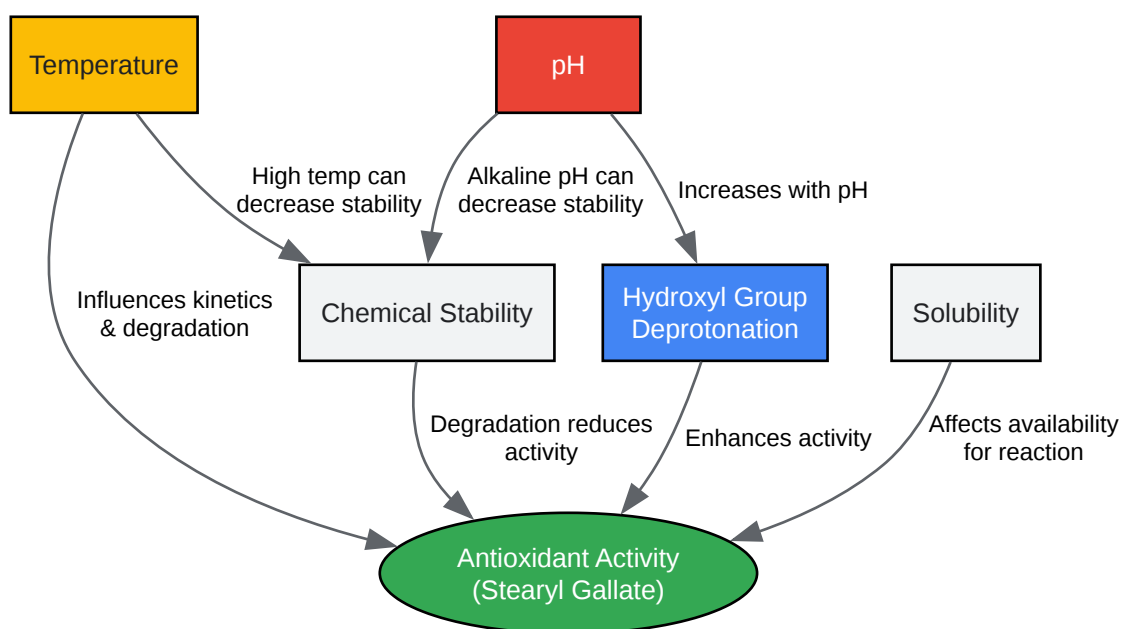 Temperature
pH
High temp can
decrease stability
Alkaline pH can
decrease stability
Increases with pH
Influences kinetics
& degradation
Chemical Stability
Hydroxyl Group
Deprotonation
Solubility
Degradation reduces
activity
Enhances activity
Affects availability
for reaction
Antioxidant Activity
(Stearyl Gallate)